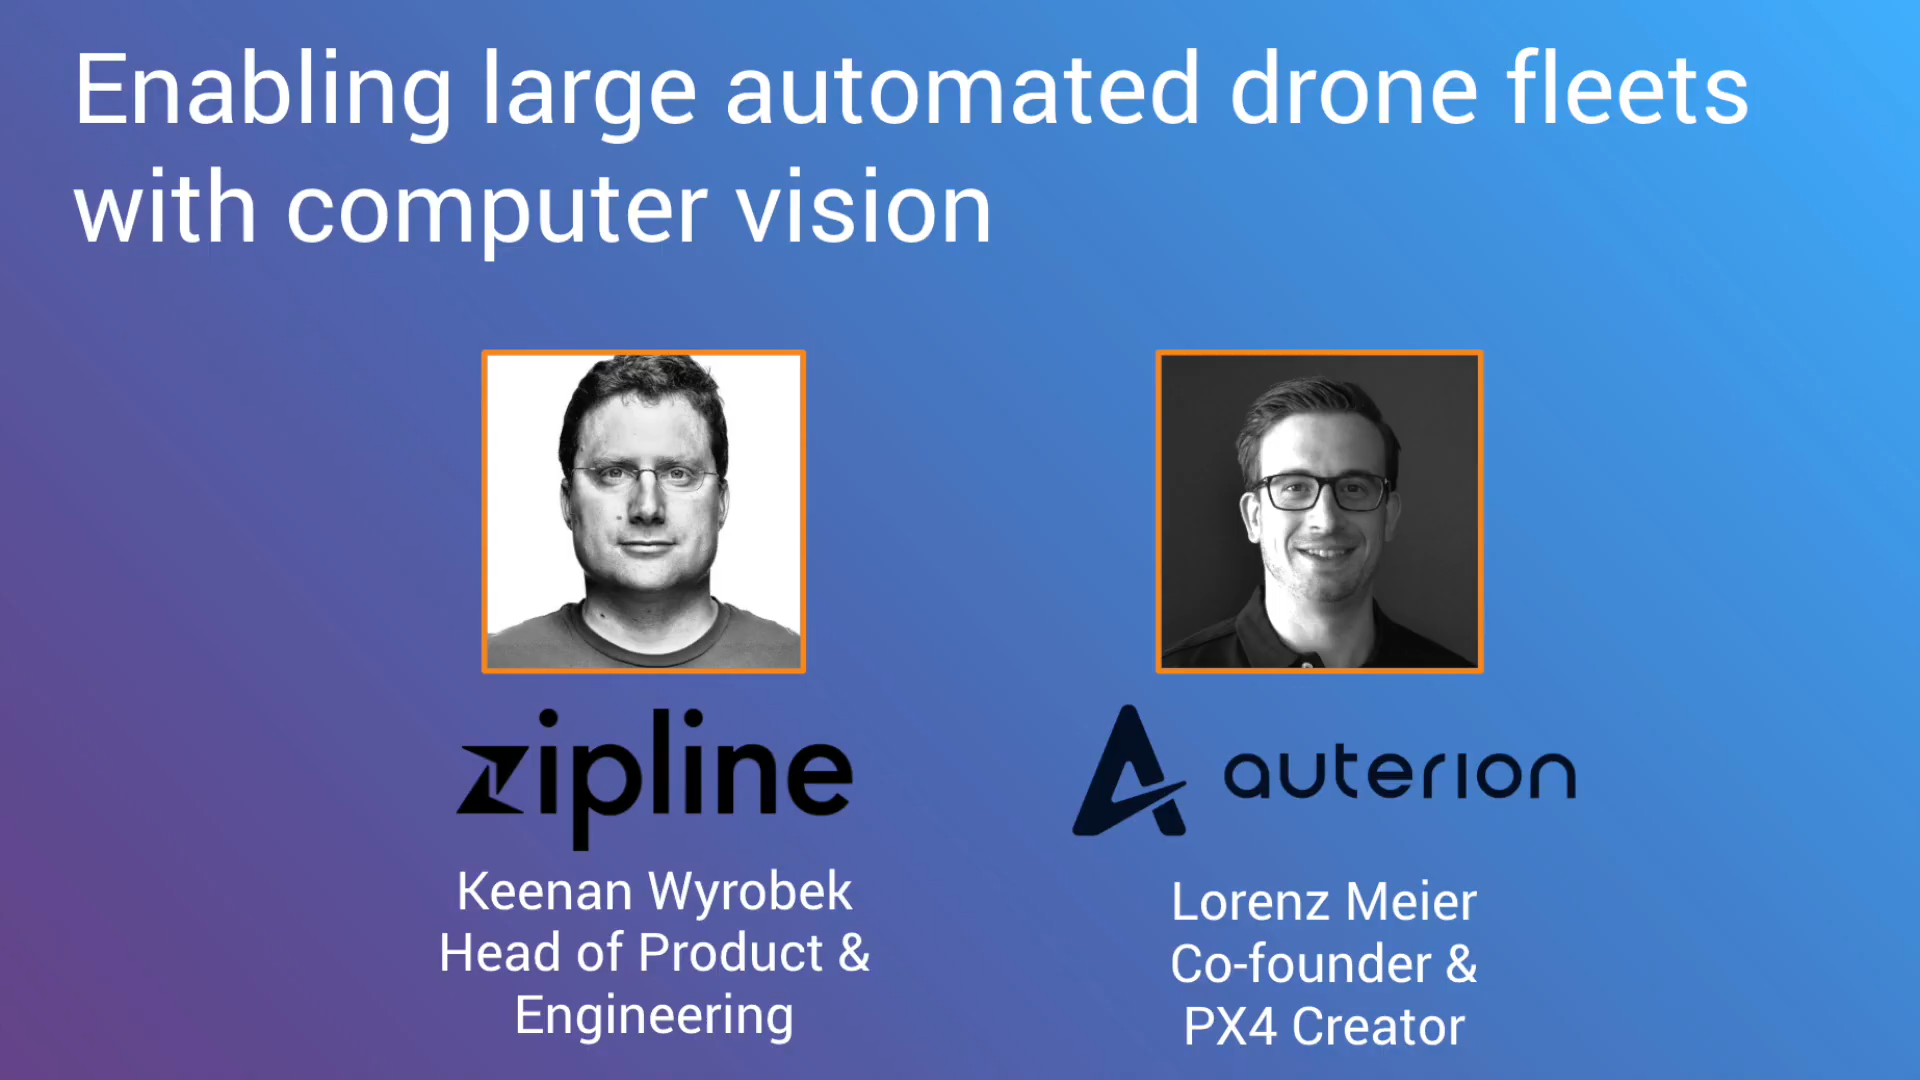 Enabling large automated drone fleets
with computer vision
zipline
auterion
Keenan Wyrobek
Head of Product &
Engineering
Lorenz Meier
Co-founder &
PX4 Creator